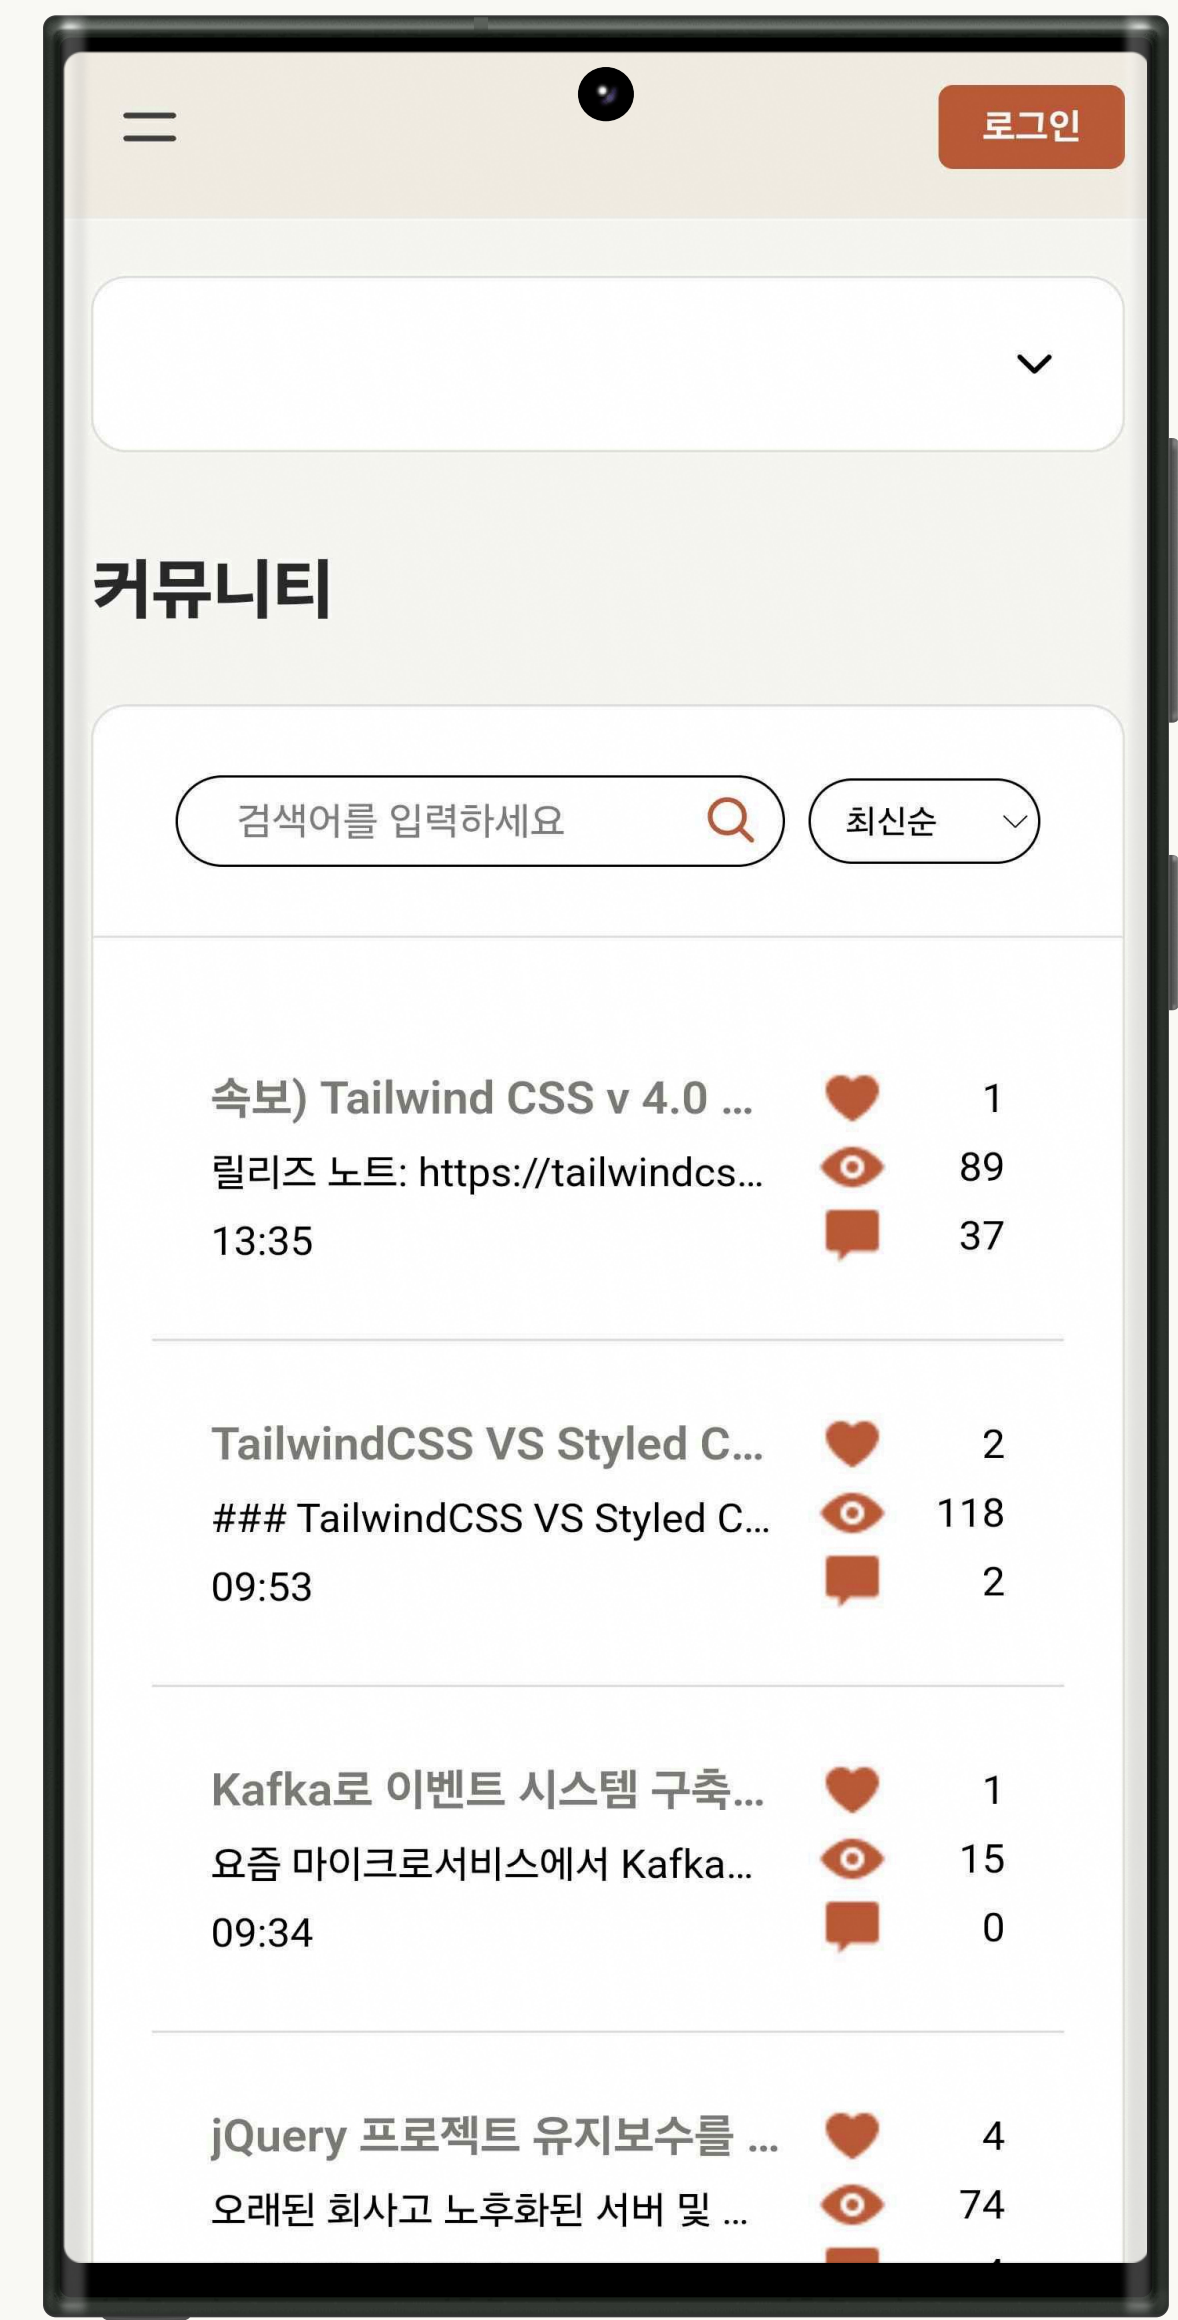 로그인
커뮤니티
검색어를 입력하세요
최신순
속보) Tailwind CSS v 4.0 ...
1
릴리즈 노트: https://tailwindcs...
89
13:35
37
TailwindCSS VS Styled C...
2
### TailwindCSS VS Styled C...
118
09:53
2
Kafka로 이벤트 시스템 구축...
1
요즘 마이크로서비스에서 Kafka...
15
09:34
0
jQuery 프로젝트 유지보수를 ...
4
오래된 회사고 노후화된 서버 및 ...
74